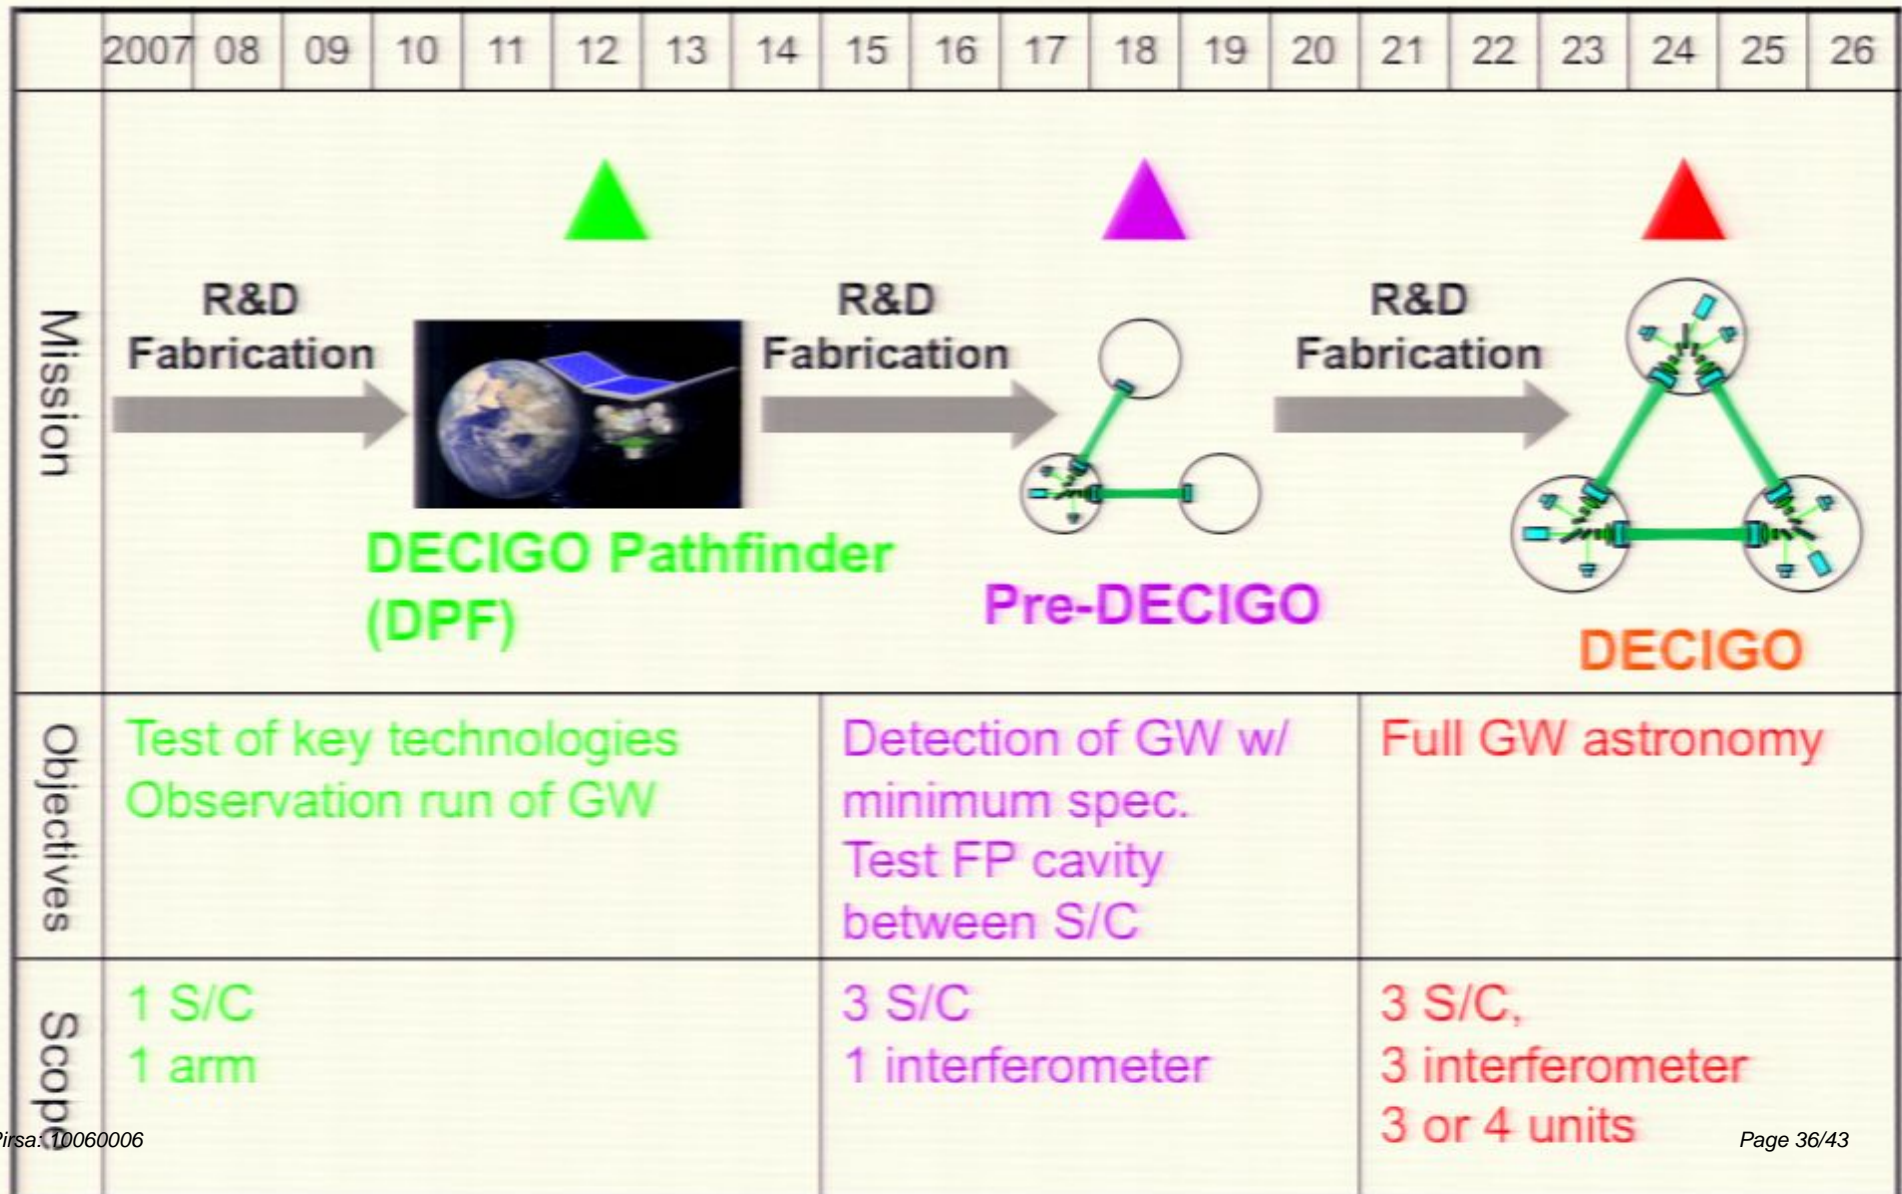 2007 08 09 10 11 12 13 14 15 16 17 18 19 20 21 22 23 24 25 26
Mission
R&D
Fabrication
R&D
Fabrication
R&D
Fabrication
DECIGO Pathfinder
(DPF)
Pre-DECIGO
DECIGO
Objectives
Test of key technologies
Observation run of GW
Detection of GW w/
minimum spec.
Test FP cavity
between S/C
Full GW astronomy
Scope
1 S/C
1 arm
3 S/C
1 interferometer
3 S/C,
3 interferometer
3 or 4 units
Pirsa: 10060006
Page 36/43